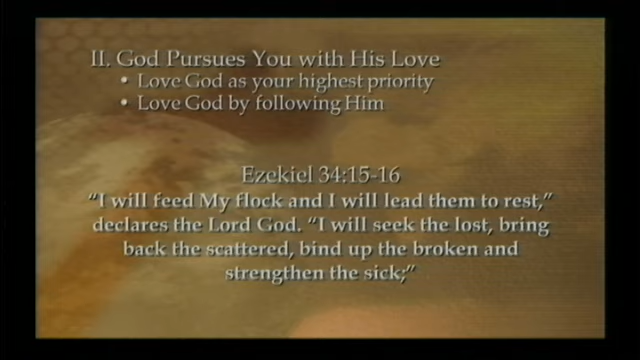 II. God Pursues You with His Love
• Love God as your highest priority
• Love God by following Him
Ezekiel 34:15-16
“I will feed My flock and I will lead them to rest,”
declares the Lord God. “I will seek the lost, bring
back the scattered, bind up the broken and
strengthen the sick;”